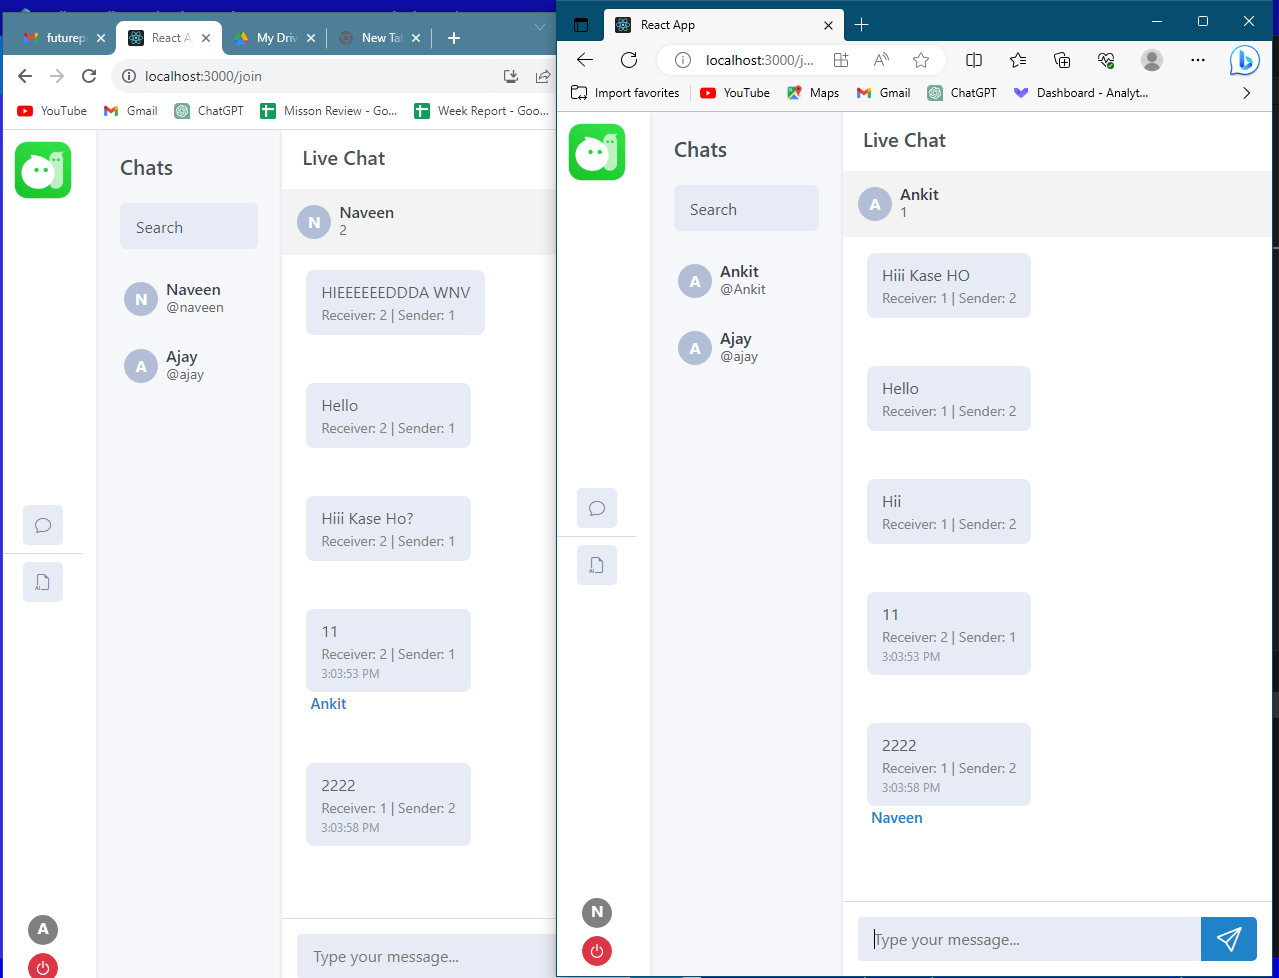 futurep
React A
My Driv
New Tab
localhost:3000/join
YouTube
Gmail
ChatGPT
Misson Review - Go...
Week Report - Goo...
Chats
Search
Naveen
@naveen
Ajay
@ajay
Live Chat
N
Naveen
2
HIEEEEEEDDDA WNV
Receiver: 2 | Sender: 1
Hello
Receiver: 2 | Sender: 1
Hiii Kase Ho?
Receiver: 2 | Sender: 1
11
Receiver: 2 | Sender: 1
3:03:53 PM
Ankit
2222
Receiver: 1 | Sender: 2
3:03:58 PM
N
A
A
Type your message...
React App
localhost:3000/j...
Import favorites
YouTube
Maps
Gmail
ChatGPT
Dashboard - Analyt...
Chats
Search
A
Ankit
@Ankit
A
Ajay
@ajay
Live Chat
A
Ankit
1
Hiii Kase HO
Receiver: 1 | Sender: 2
Hello
Receiver: 1 | Sender: 2
Hii
Receiver: 1 | Sender: 2
11
Receiver: 2 | Sender: 1
3:03:53 PM
2222
Receiver: 1 | Sender: 2
3:03:58 PM
Naveen
N
Type your message...